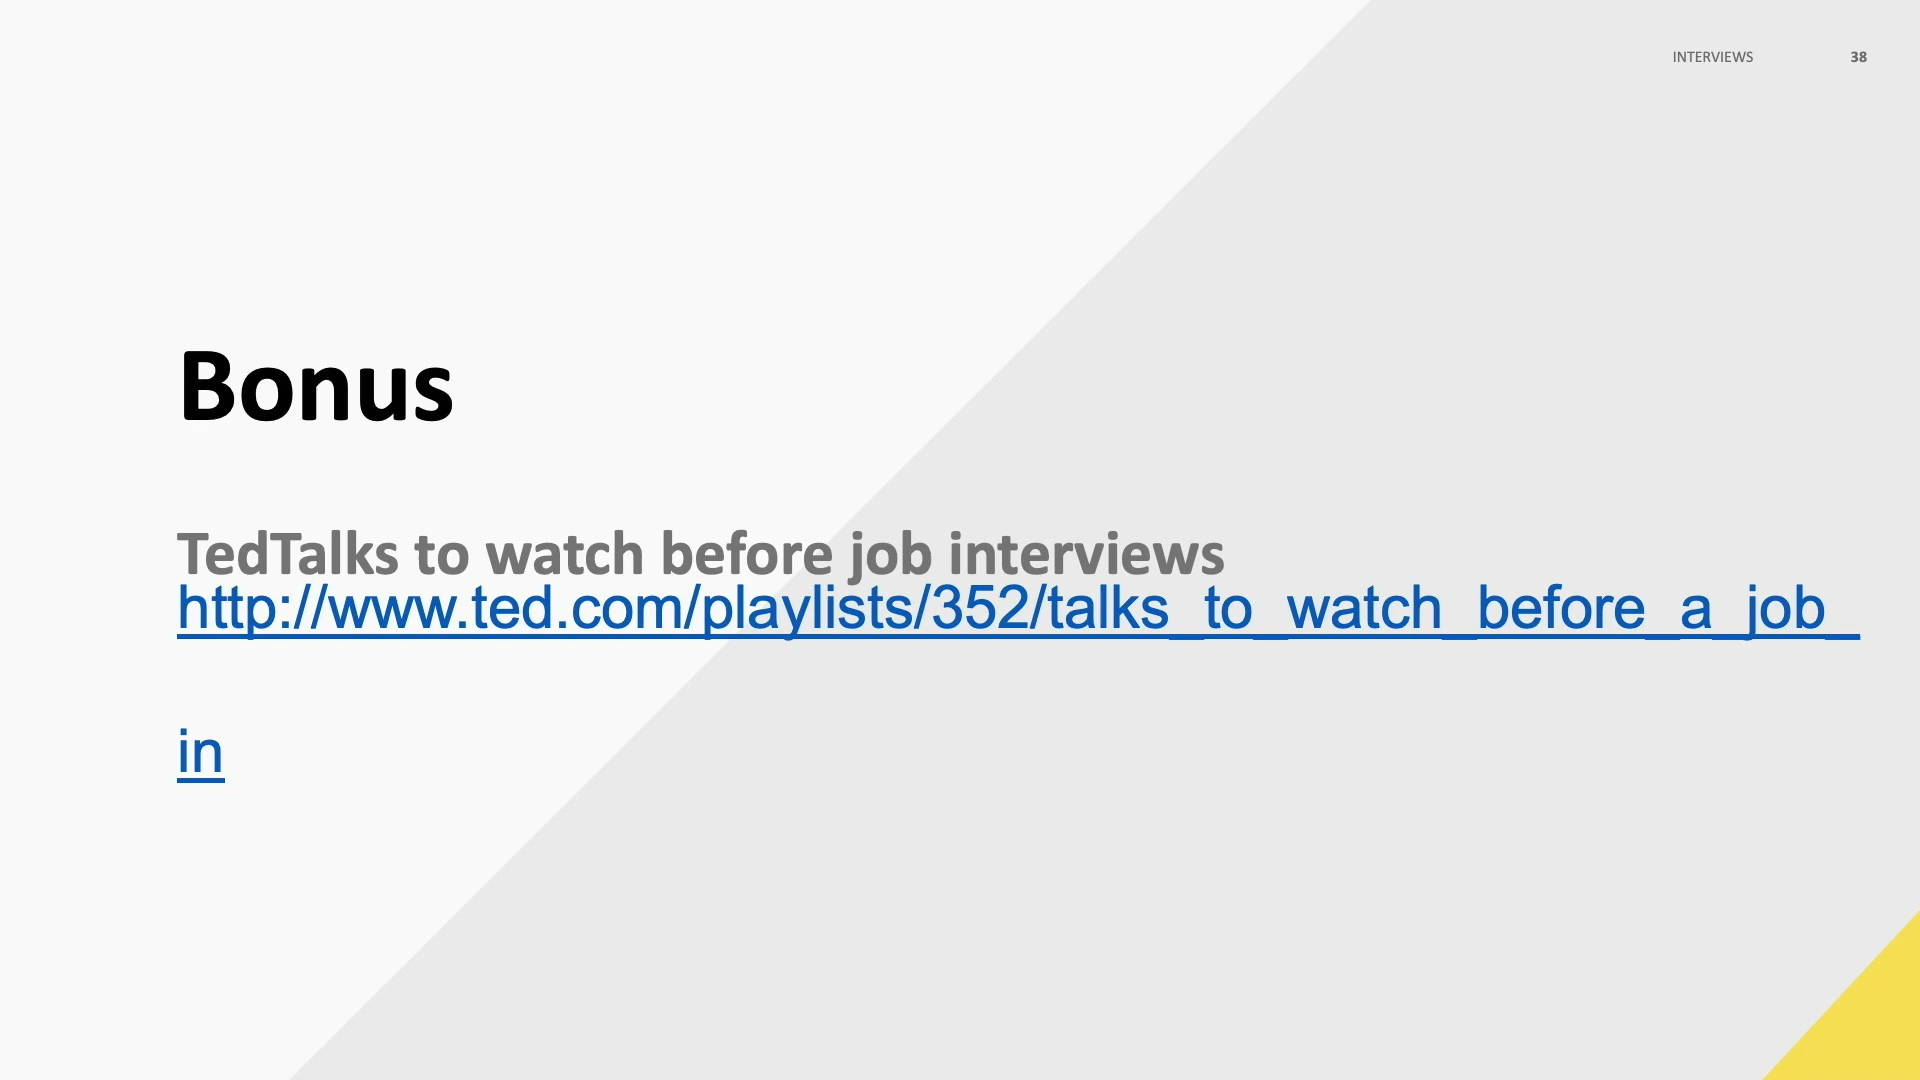 INTERVIEWS 38
Bonus
TedTalks to watch before job interviews
http://www.ted.com/playlists/352/talks_to_watch_before_a_job_
in